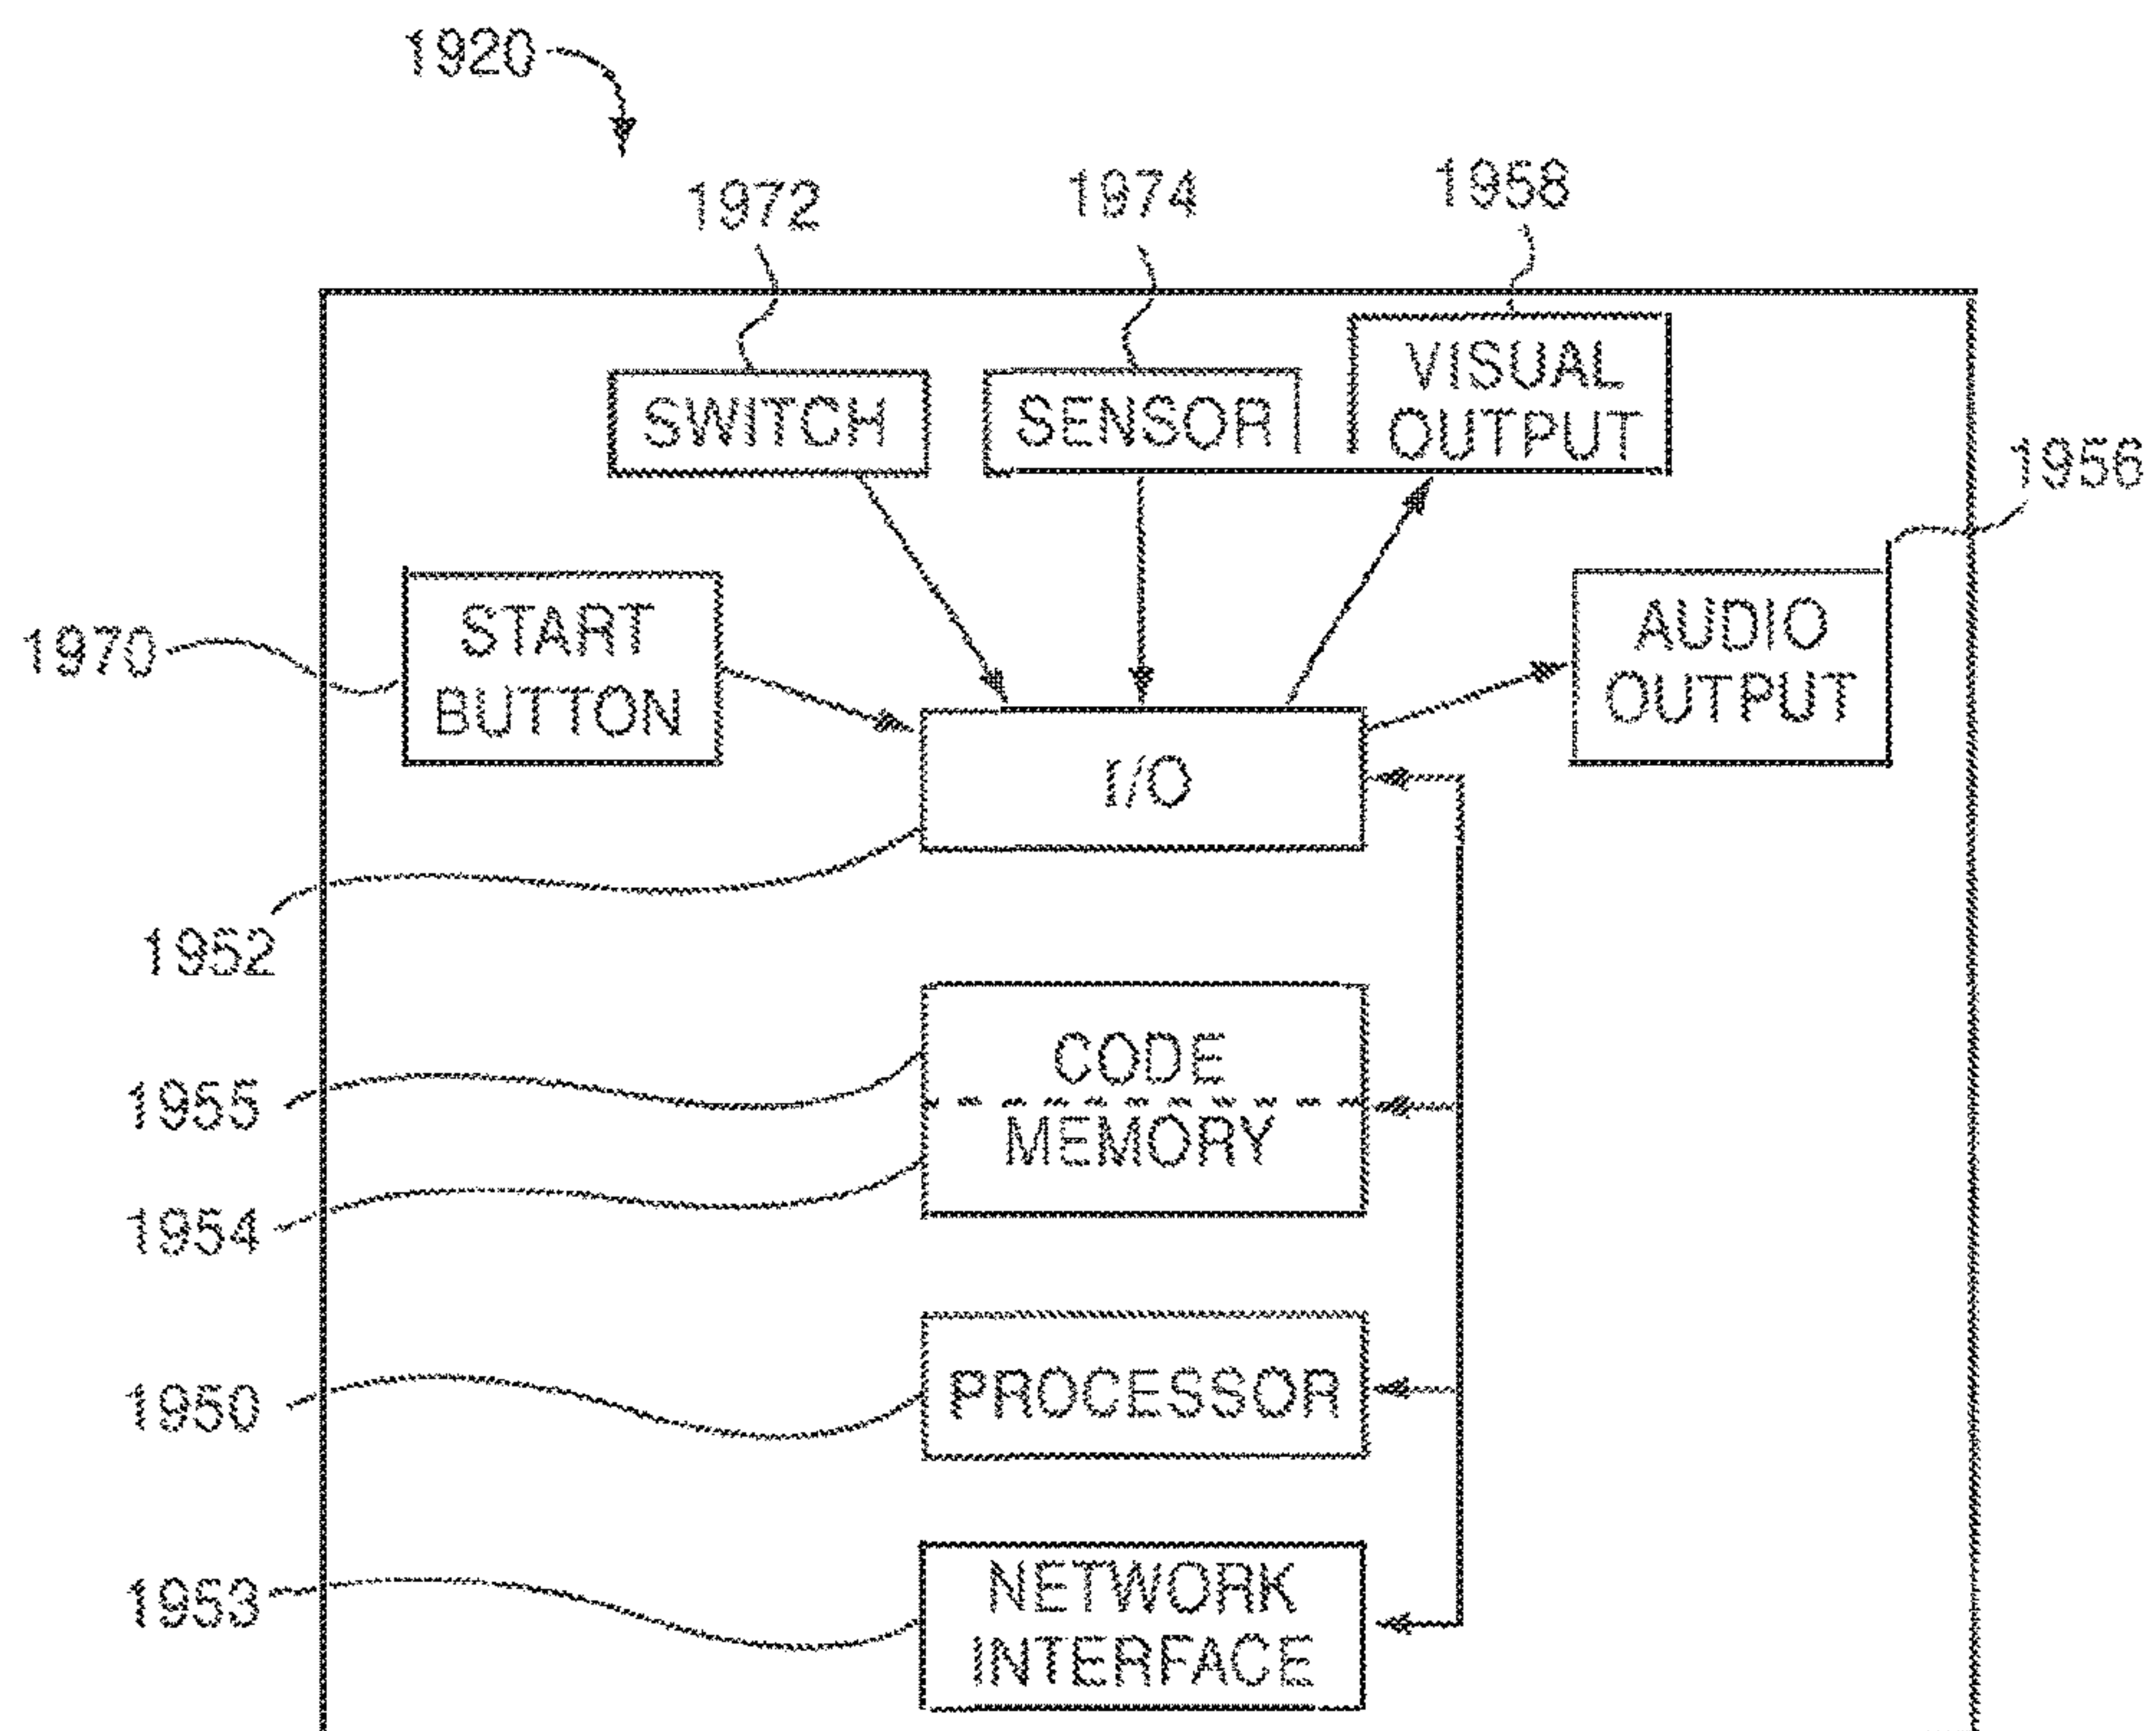 1920
1972
1974
1958
SWITCH
SENSOR
VISUAL
OUTPUT
1956
START
BUTTON
1970
AUDIO
OUTPUT
I/O
1952
CODE
1955
MEMORY
1954
PROCESSOR
1950
NETWORK
INTERFACE
1953